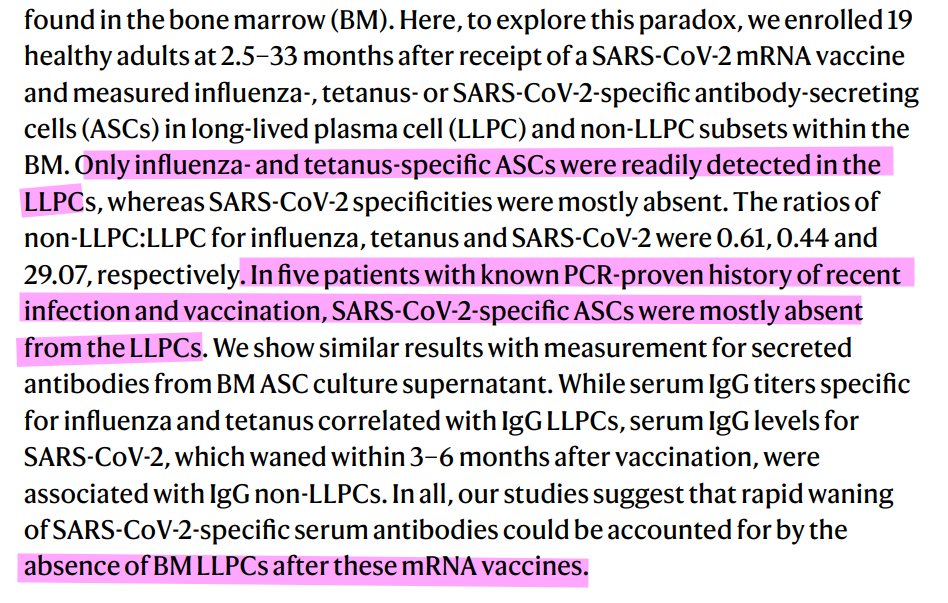 found in the bone marrow (BM). Here, to explore this paradox, we enrolled 19
healthy adults at 2.5–33 months after receipt of a SARS-CoV-2 mRNA vaccine
and measured influenza-, tetanus- or SARS-CoV-2-specific antibody-secreting
cells (ASCs) in long-lived plasma cell (LLPC) and non-LLPC subsets within the
BM. Only influenza- and tetanus-specific ASCs were readily detected in the
LLPCs, whereas SARS-CoV-2 specificities were mostly absent. The ratios of
non-LLPC:LLPC for influenza, tetanus and SARS-CoV-2 were 0.61, 0.44 and
29.07, respectively. In five patients with known PCR-proven history of recent
infection and vaccination, SARS-CoV-2-specific ASCs were mostly absent
from the LLPCs. We show similar results with measurement for secreted
antibodies from BM ASC culture supernatant. While serum IgG titers specific
for influenza and tetanus correlated with IgG LLPCs, serum IgG levels for
SARS-CoV-2, which waned within 3–6 months after vaccination, were
associated with IgG non-LLPCs. In all, our studies suggest that rapid waning
of SARS-CoV-2-specific serum antibodies could be accounted for by the
absence of BM LLPCs after these mRNA vaccines.